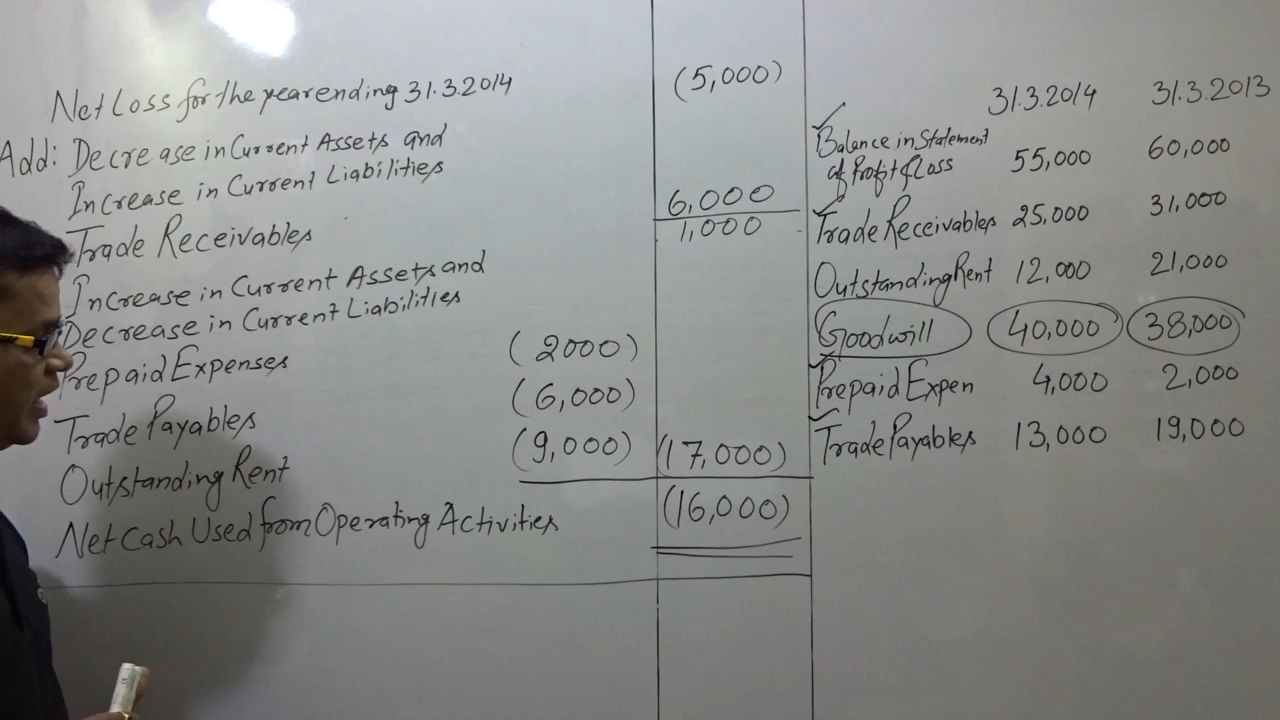 Net Loss for the year ending 31.3.2014 (5,000)
Add: Decrease in Current Assets and
Increase in Current Liabilities
Trade Receivables 6,000
1,000
Increase in Current Assets and
Decrease in Current Liabilities
Prepaid Expenses (2000)
Trade Payables (6,000)
Outstanding Rent (9,000) (17,000)
Net Cash Used from Operating Activities (16,000)
31.3.2014 31.3.2013
Balance in Statement
of Profit & Loss 55,000 60,000
Trade Receivables 25,000 31,000
Outstanding Rent 12,000 21,000
Goodwill 40,000 38,000
Prepaid Expen 4,000 2,000
Trade Payables 13,000 19,000